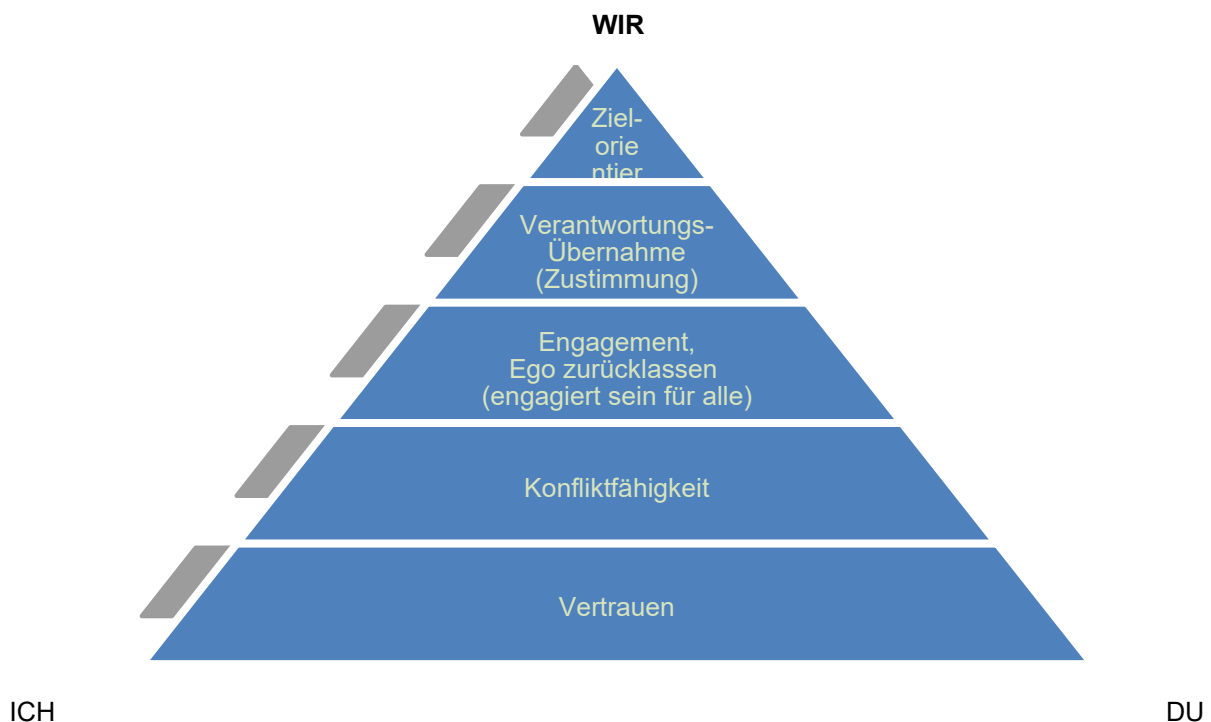 WIR
Ziel-
orie
ntier
Verantwortungs-
Übernahme
(Zustimmung)
Engagement,
Ego zurücklassen
(engagiert sein für alle)
Konfliktfähigkeit
Vertrauen
ICH
DU